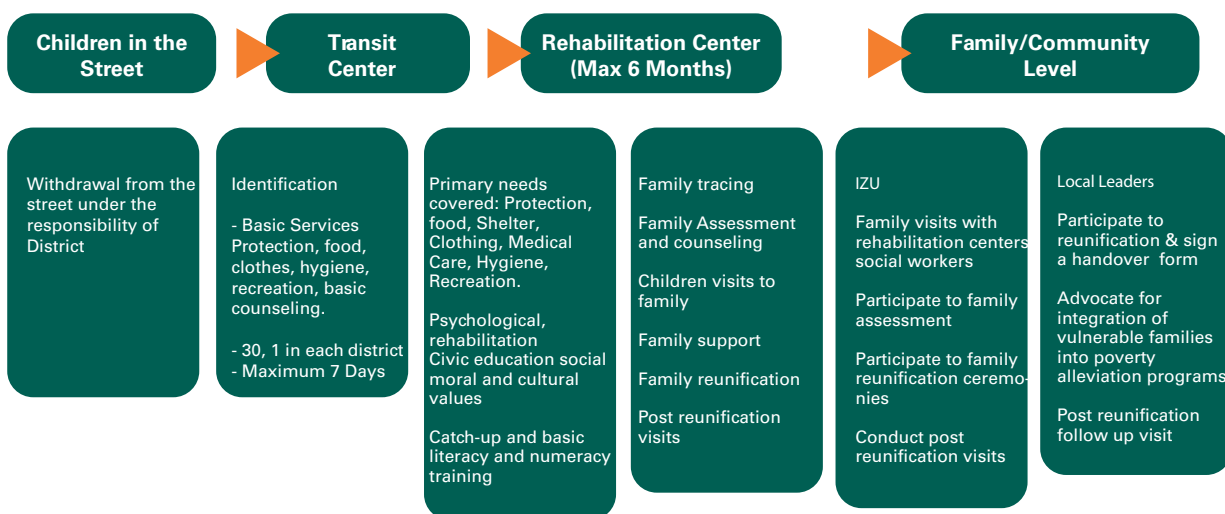 Children in the
Street
Transit
Center
Rehabilitation Center
(Max 6 Months)
Family/Community
Level
Withdrawal from the
street under the
responsibility of
District
Identification
- Basic Services
Protection, food,
clothes, hygiene,
recreation, basic
counseling.
- 30, 1 in each district
- Maximum 7 Days
Primary needs
covered: Protection,
food, Shelter,
Clothing, Medical
Care, Hygiene,
Recreation.
Psychological,
rehabilitation
Civic education social
moral and cultural
values
Catch-up and basic
literacy and numeracy
training
Family tracing
Family Assessment
and counseling
Children visits to
family
Family support
Family reunification
Post reunification
visits
IZU
Family visits with
rehabilitation centers
social workers
Participate to family
assessment
Participate to family
reunification ceremo-
nies
Conduct post
reunification visits
Local Leaders
Participate to
reunification & sign
a handover form
Advocate for
integration of
vulnerable families
into poverty
alleviation programs
Post reunification
follow up visit